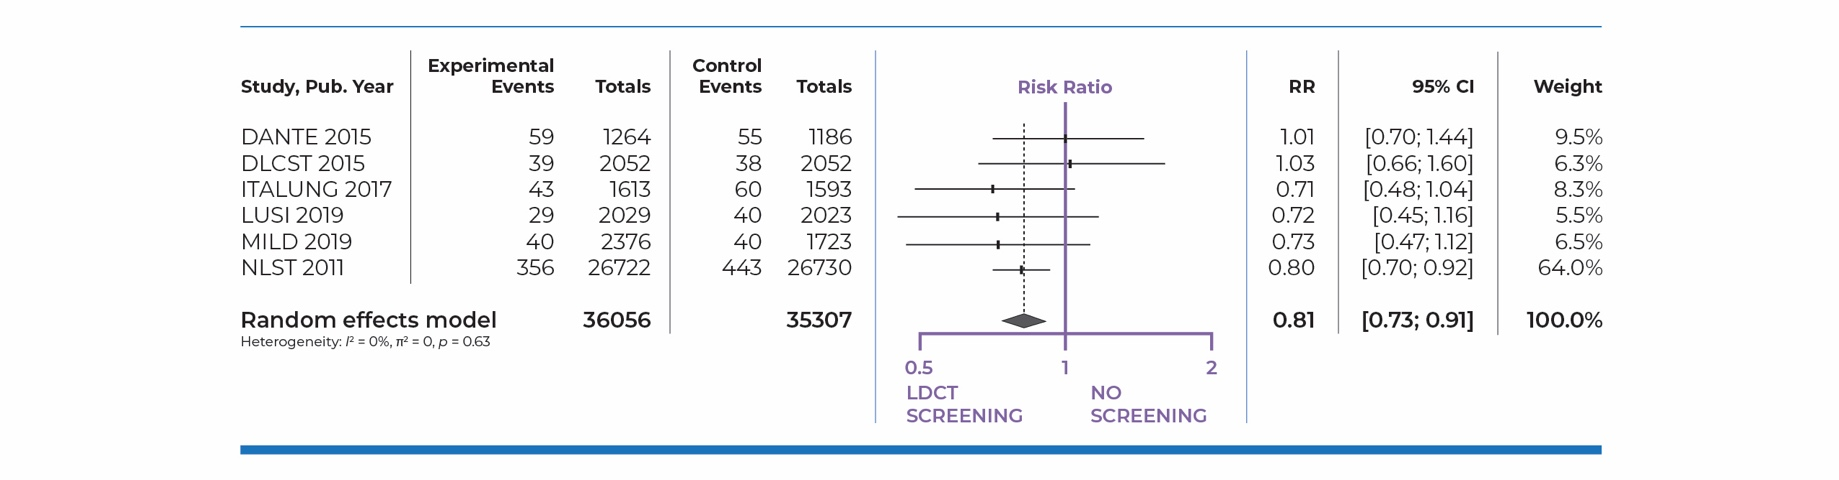 Experimental Control
Study, Pub. Year Events Totals Events Totals Risk Ratio RR 95% CI Weight
DANTE 2015 59 1264 55 1186 1.01 [0.70; 1.44] 9.5%
DLCST 2015 39 2052 38 2052 1.03 [0.66; 1.60] 6.3%
ITALUNG 2017 43 1613 60 1593 0.71 [0.48; 1.04] 8.3%
LUSI 2019 29 2029 40 2023 0.72 [0.45; 1.16] 5.5%
MILD 2019 40 2376 40 1723 0.73 [0.47; 1.12] 6.5%
NLST 2011 356 26722 443 26730 0.80 [0.70; 0.92] 64.0%
Random effects model 36056 35307 0.81 [0.73; 0.91] 100.0%
Heterogeneity: I² = 0%, π² = 0, p = 0.63
0.5 1 2
LDCT NO
SCREENING SCREENING